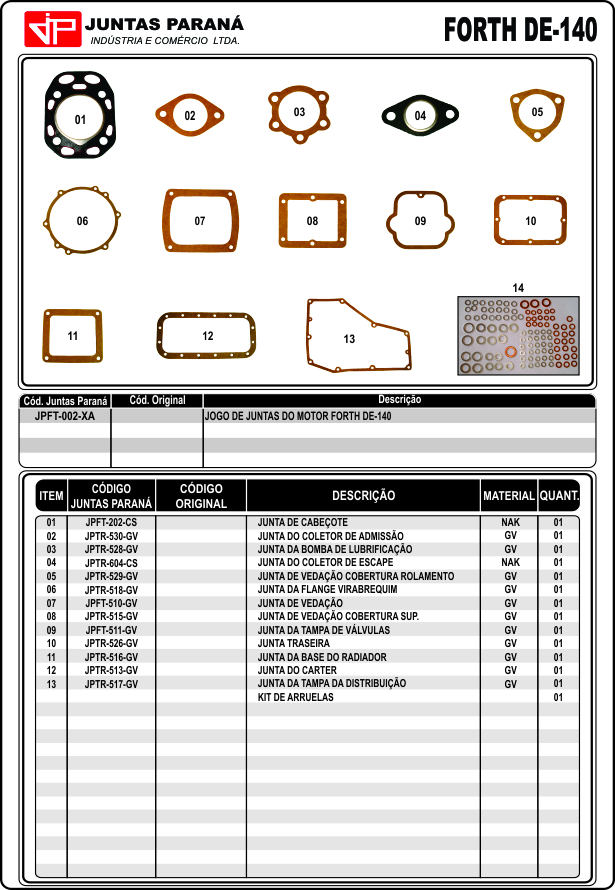 JP
JUNTAS PARANÁ
INDÚSTRIA E COMÉRCIO LTDA.
FORTH DE-140
01 02 03 04 05
06 07 08 09 10
14
11 12 13
Cód. Juntas Paraná Cód. Original Descrição
JPFT-002-XA JOGO DE JUNTAS DO MOTOR FORTH DE-140
ITEM CÓDIGO JUNTAS PARANÁ CÓDIGO ORIGINAL DESCRIÇÃO MATERIAL QUANT.
01 JPFT-202-CS JUNTA DE CABEÇOTE NAK 01
02 JPTR-530-GV JUNTA DO COLETOR DE ADMISSÃO GV 01
03 JPTR-528-GV JUNTA DA BOMBA DE LUBRIFICAÇÃO GV 01
04 JPTR-604-CS JUNTA DO COLETOR DE ESCAPE NAK 01
05 JPTR-529-GV JUNTA DE VEDAÇÃO COBERTURA ROLAMENTO GV 01
06 JPTR-518-GV JUNTA DA FLANGE VIRABREQUIM GV 01
07 JPFT-510-GV JUNTA DE VEDAÇÃO GV 01
08 JPTR-515-GV JUNTA DE VEDAÇÃO COBERTURA SUP. GV 01
09 JPFT-511-GV JUNTA DA TAMPA DE VÁLVULAS GV 01
10 JPTR-526-GV JUNTA TRASEIRA GV 01
11 JPTR-516-GV JUNTA DA BASE DO RADIADOR GV 01
12 JPTR-513-GV JUNTA DO CARTER GV 01
13 JPTR-517-GV JUNTA DA TAMPA DA DISTRIBUIÇÃO GV 01
KIT DE ARRUELAS 01